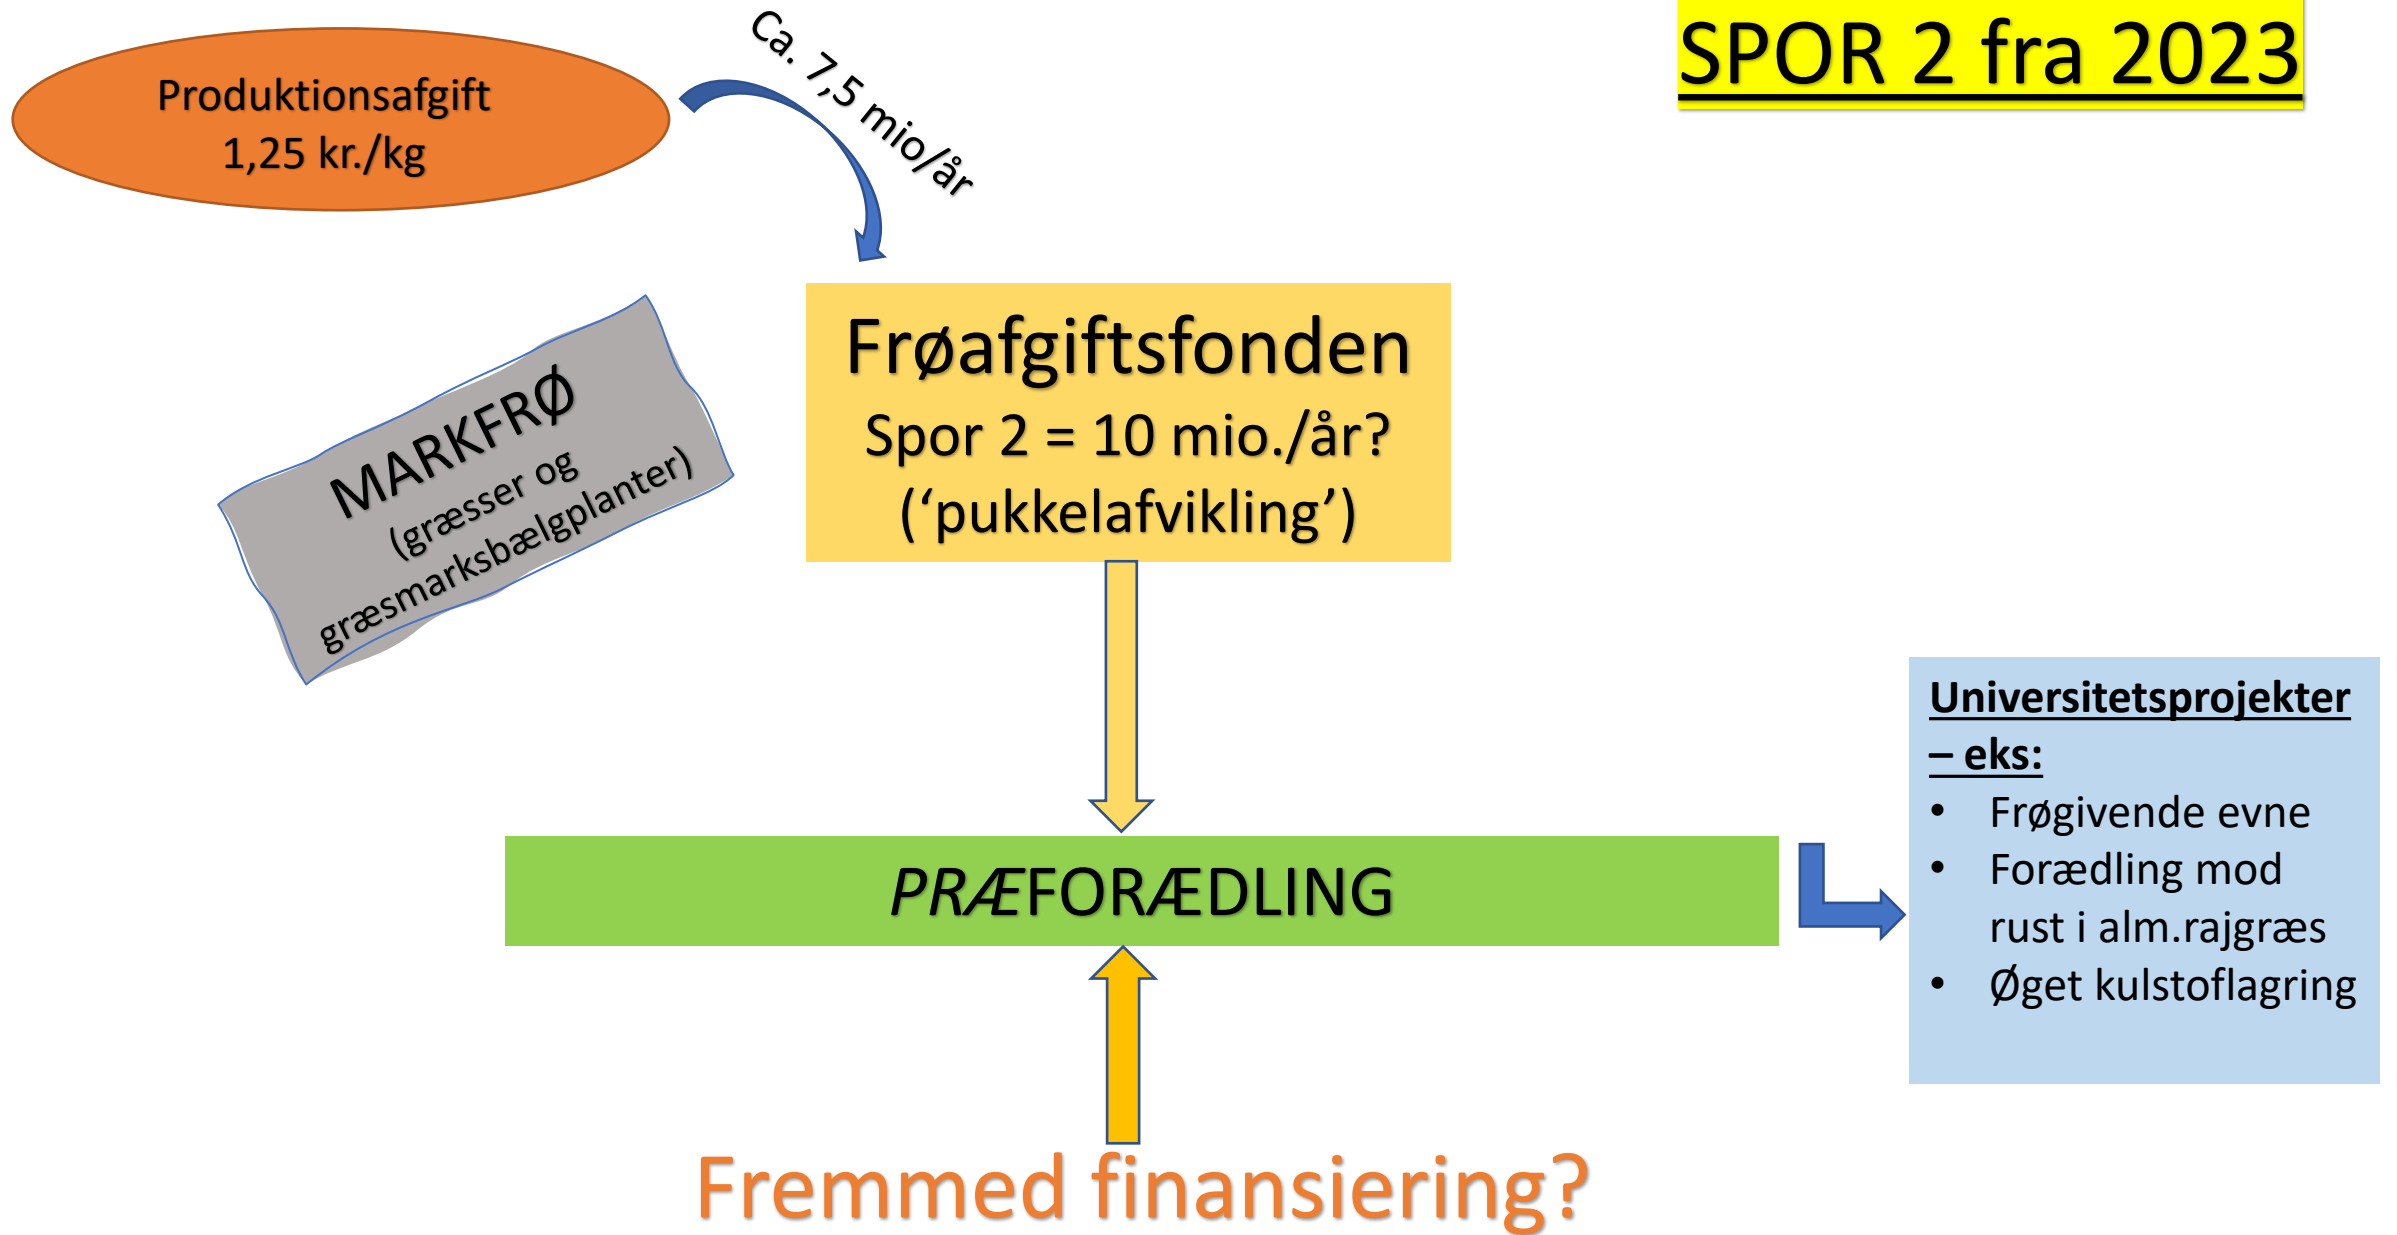 SPOR 2 fra 2023
Produktionsafgift
1,25 kr./kg
Ca. 7,5 mio/år
Frøafgiftsfonden
Spor 2 = 10 mio./år?
(‘pukkelafvikling’)
MARKFRØ
(græsser og
græsmarksbælgplanter)
PRÆFORÆDLING
Universitetsprojekter
– eks:
• Frøgivende evne
• Forædling mod
rust i alm.rajgræs
• Øget kulstoflagring
Fremmed finansiering?